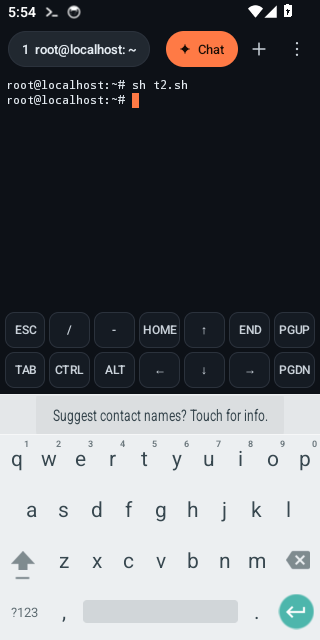 5:54
1 root@localhost: ~
Chat
root@localhost:~# sh t2.sh
root@localhost:~#
ESC / - HOME ↑ END PGUP
TAB CTRL ALT ← ↓ → PGDN
Suggest contact names? Touch for info.
1 2 3 4 5 6 7 8 9 0
q w e r t y u i o p
a s d f g h j k l
z x c v b n m
?123 , .